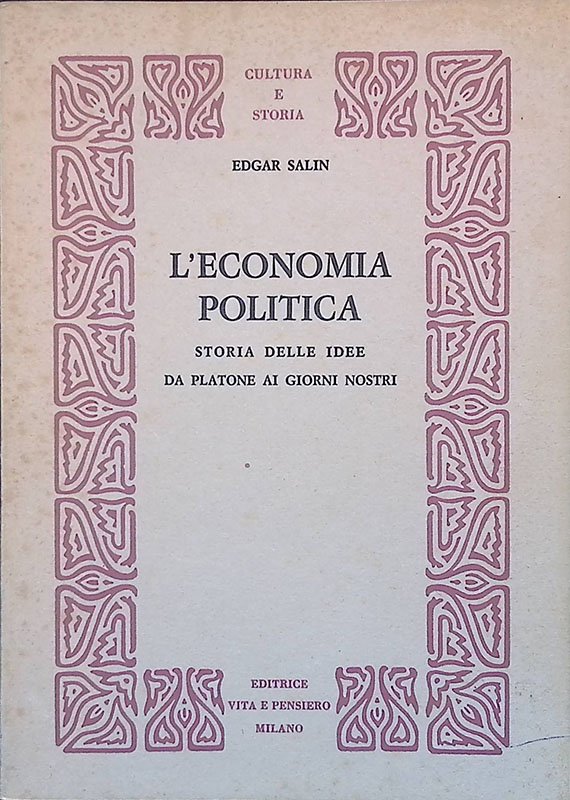 CULTURA
E
STORIA
EDGAR SALIN
L'ECONOMIA
POLITICA
STORIA DELLE IDEE
DA PLATONE AI GIORNI NOSTRI
EDITRICE
VITA E PENSIERO
MILANO